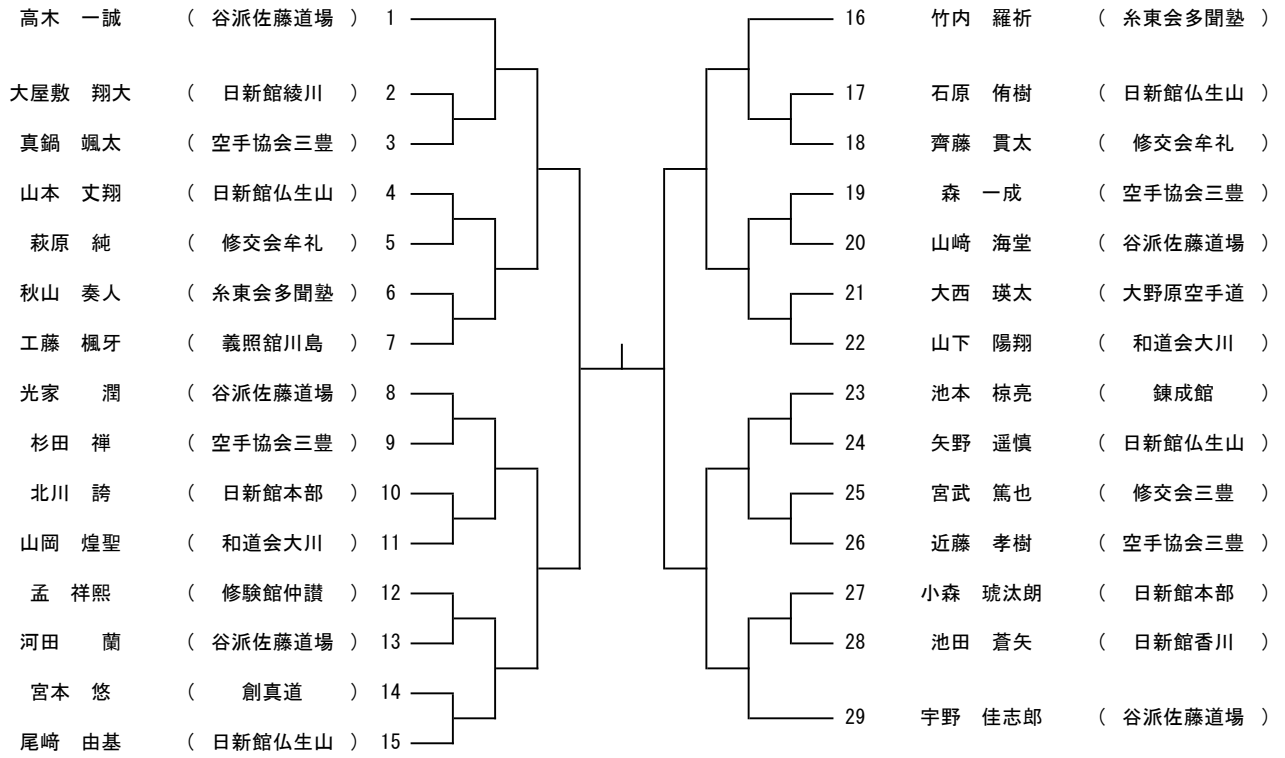 高木　一誠 （ 谷派佐藤道場 ） 1
大屋敷　翔大 （ 日新館綾川 ） 2
真鍋　颯太 （ 空手協会三豊 ） 3
山本　丈翔 （ 日新館仏生山 ） 4
萩原　純 （ 修交会牟礼 ） 5
秋山　奏人 （ 糸東会多聞塾 ） 6
工藤　楓牙 （ 義照舘川島 ） 7
光家　　潤 （ 谷派佐藤道場 ） 8
杉田　禅 （ 空手協会三豊 ） 9
北川　誇 （ 日新館本部 ） 10
山岡　煌聖 （ 和道会大川 ） 11
孟　祥熙 （ 修験館仲讃 ） 12
河田　　蘭 （ 谷派佐藤道場 ） 13
宮本　悠 （ 創真道 ） 14
尾﨑　由基 （ 日新館仏生山 ） 15
16 竹内　羅祈 （ 糸東会多聞塾 ）
17 石原　侑樹 （ 日新館仏生山 ）
18 齊藤　貫太 （ 修交会牟礼 ）
19 森　一成 （ 空手協会三豊 ）
20 山﨑　海堂 （ 谷派佐藤道場 ）
21 大西　瑛太 （ 大野原空手道 ）
22 山下　陽翔 （ 和道会大川 ）
23 池本　椋亮 （ 錬成館 ）
24 矢野　遥慎 （ 日新館仏生山 ）
25 宮武　篤也 （ 修交会三豊 ）
26 近藤　孝樹 （ 空手協会三豊 ）
27 小森　琥汰朗 （ 日新館本部 ）
28 池田　蒼矢 （ 日新館香川 ）
29 宇野　佳志郎 （ 谷派佐藤道場 ）